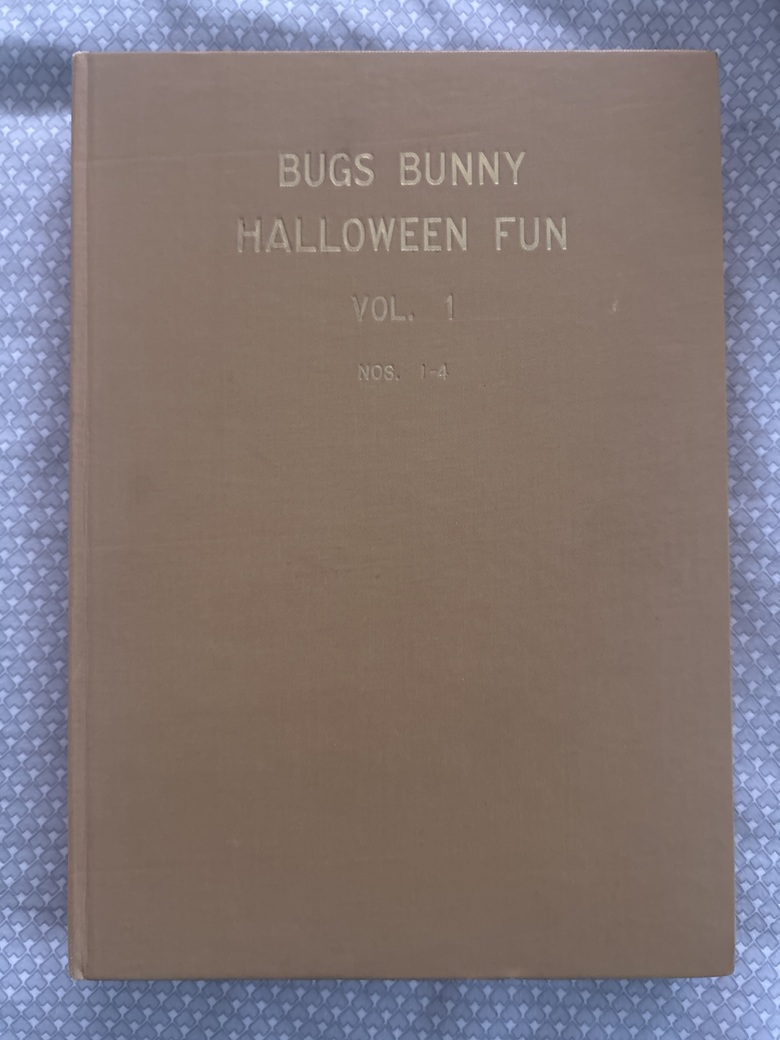 BUGS BUNNY
HALLOWEEN FUN
VOL. 1
NOS. 1-4